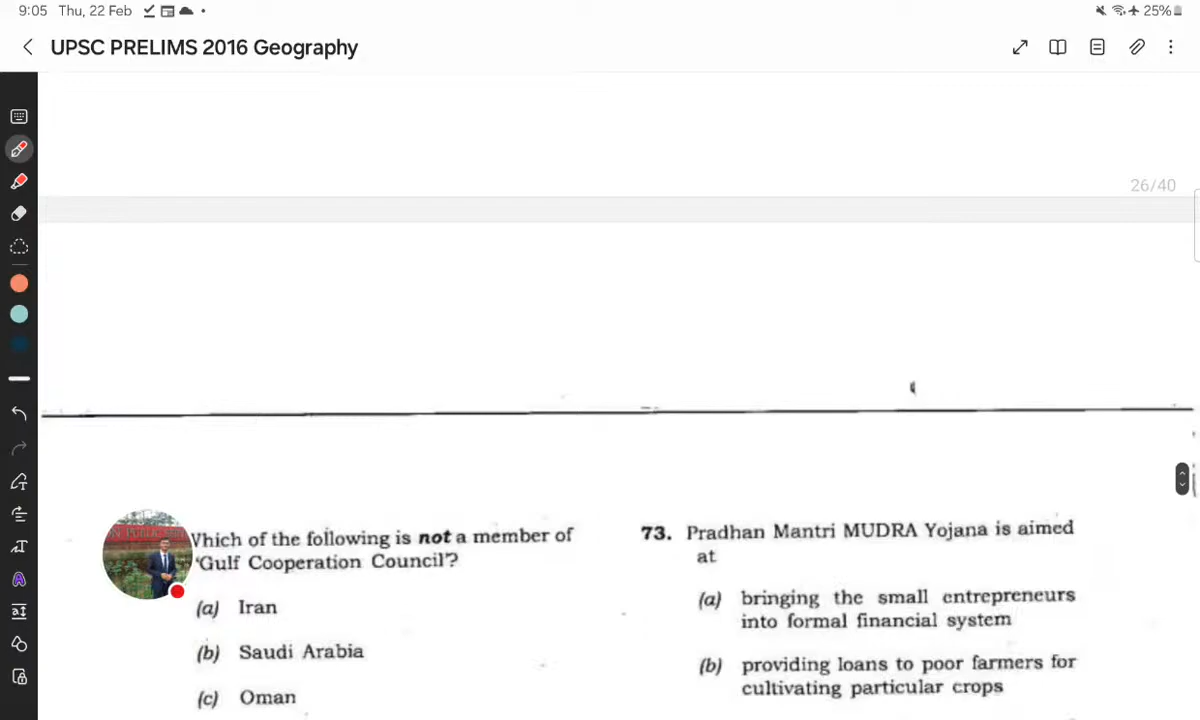 9:05 Thu, 22 Feb
25%
UPSC PRELIMS 2016 Geography
26/40
Which of the following is not a member of
'Gulf Cooperation Council'?
(a) Iran
(b) Saudi Arabia
(c) Oman
73. Pradhan Mantri MUDRA Yojana is aimed
at
(a) bringing the small entrepreneurs
into formal financial system
(b) providing loans to poor farmers for
cultivating particular crops